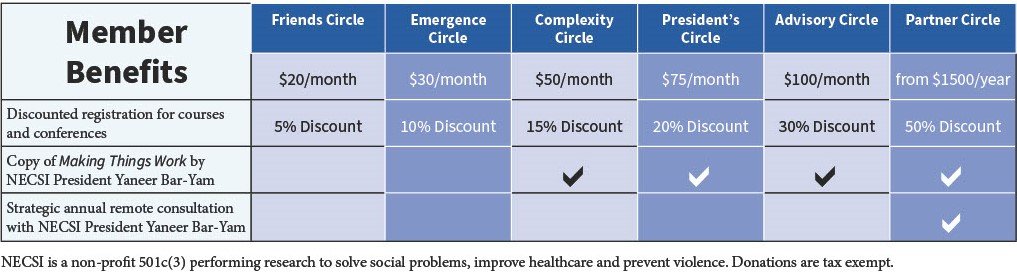 Member
Benefits
Friends Circle
Emergence
Circle
Complexity
Circle
President's
Circle
Advisory Circle
Partner Circle
$20/month
$30/month
$50/month
$75/month
$100/month
from $1500/year
Discounted registration for courses
and conferences
5% Discount
10% Discount
15% Discount
20% Discount
30% Discount
50% Discount
Copy of Making Things Work by
NECSI President Yaneer Bar-Yam
✔
✔
✔
✔
Strategic annual remote consultation
with NECSI President Yaneer Bar-Yam
✔
NECSI is a non-profit 501c(3) performing research to solve social problems, improve healthcare and prevent violence. Donations are tax exempt.